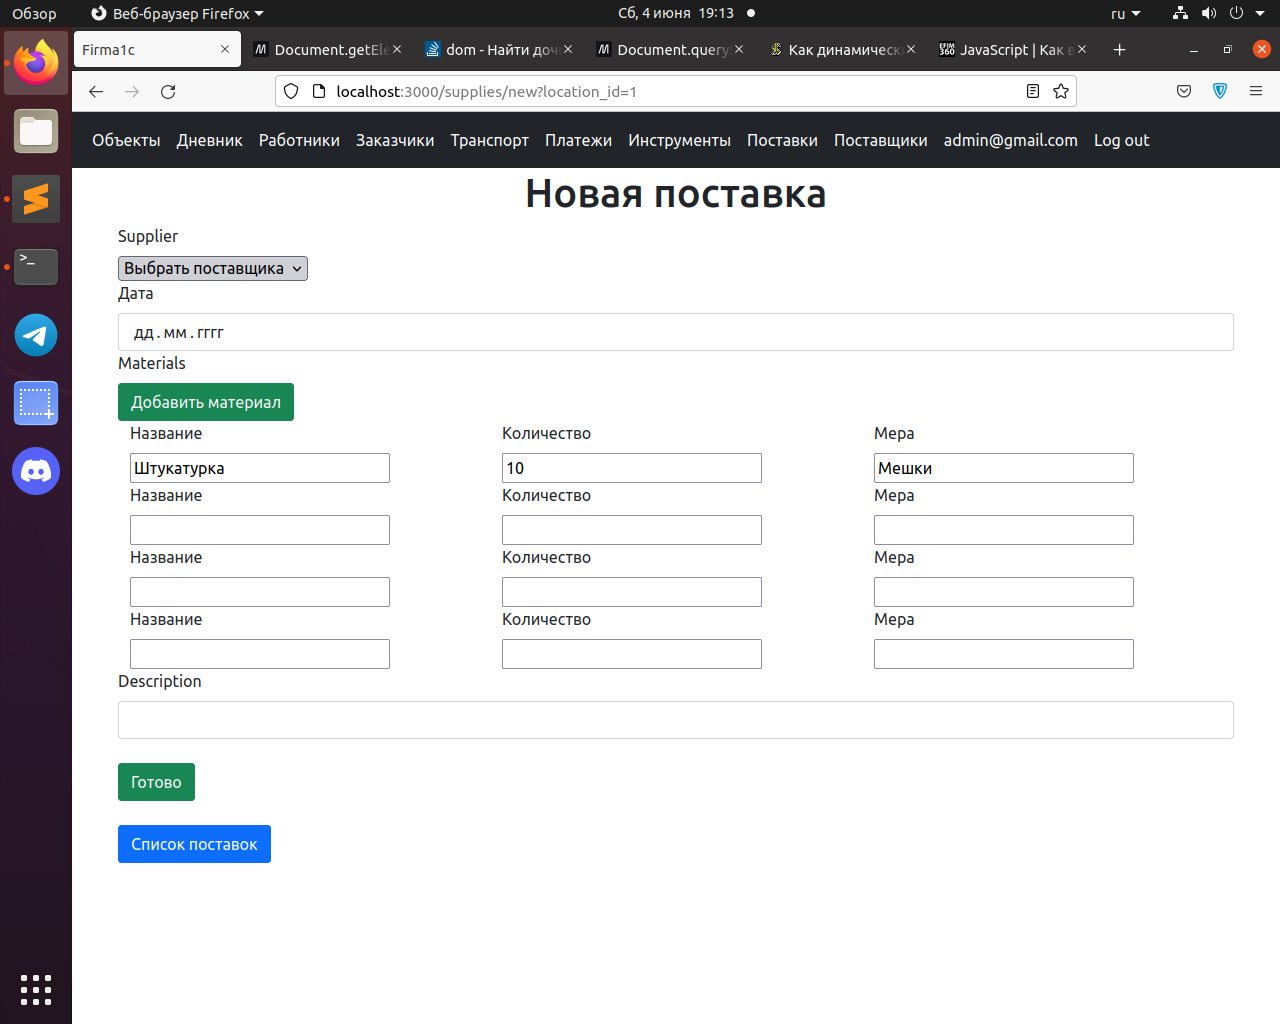 Обзор Веб-браузер Firefox Сб, 4 июня 19:13 ru
Firma1c Document.getEle dom - Найти доч Document.query Как динамическ JavaScript | Как в
localhost:3000/supplies/new?location_id=1
Объекты Дневник Работники Заказчики Транспорт Платежи Инструменты Поставки Поставщики admin@gmail.com Log out
Новая поставка
Supplier
Выбрать поставщика
Дата
дд.мм.гггг
Materials
Добавить материал
Название Количество Мера
Штукатурка 10 Мешки
Название Количество Мера
Название Количество Мера
Название Количество Мера
Description
Готово
Список поставок